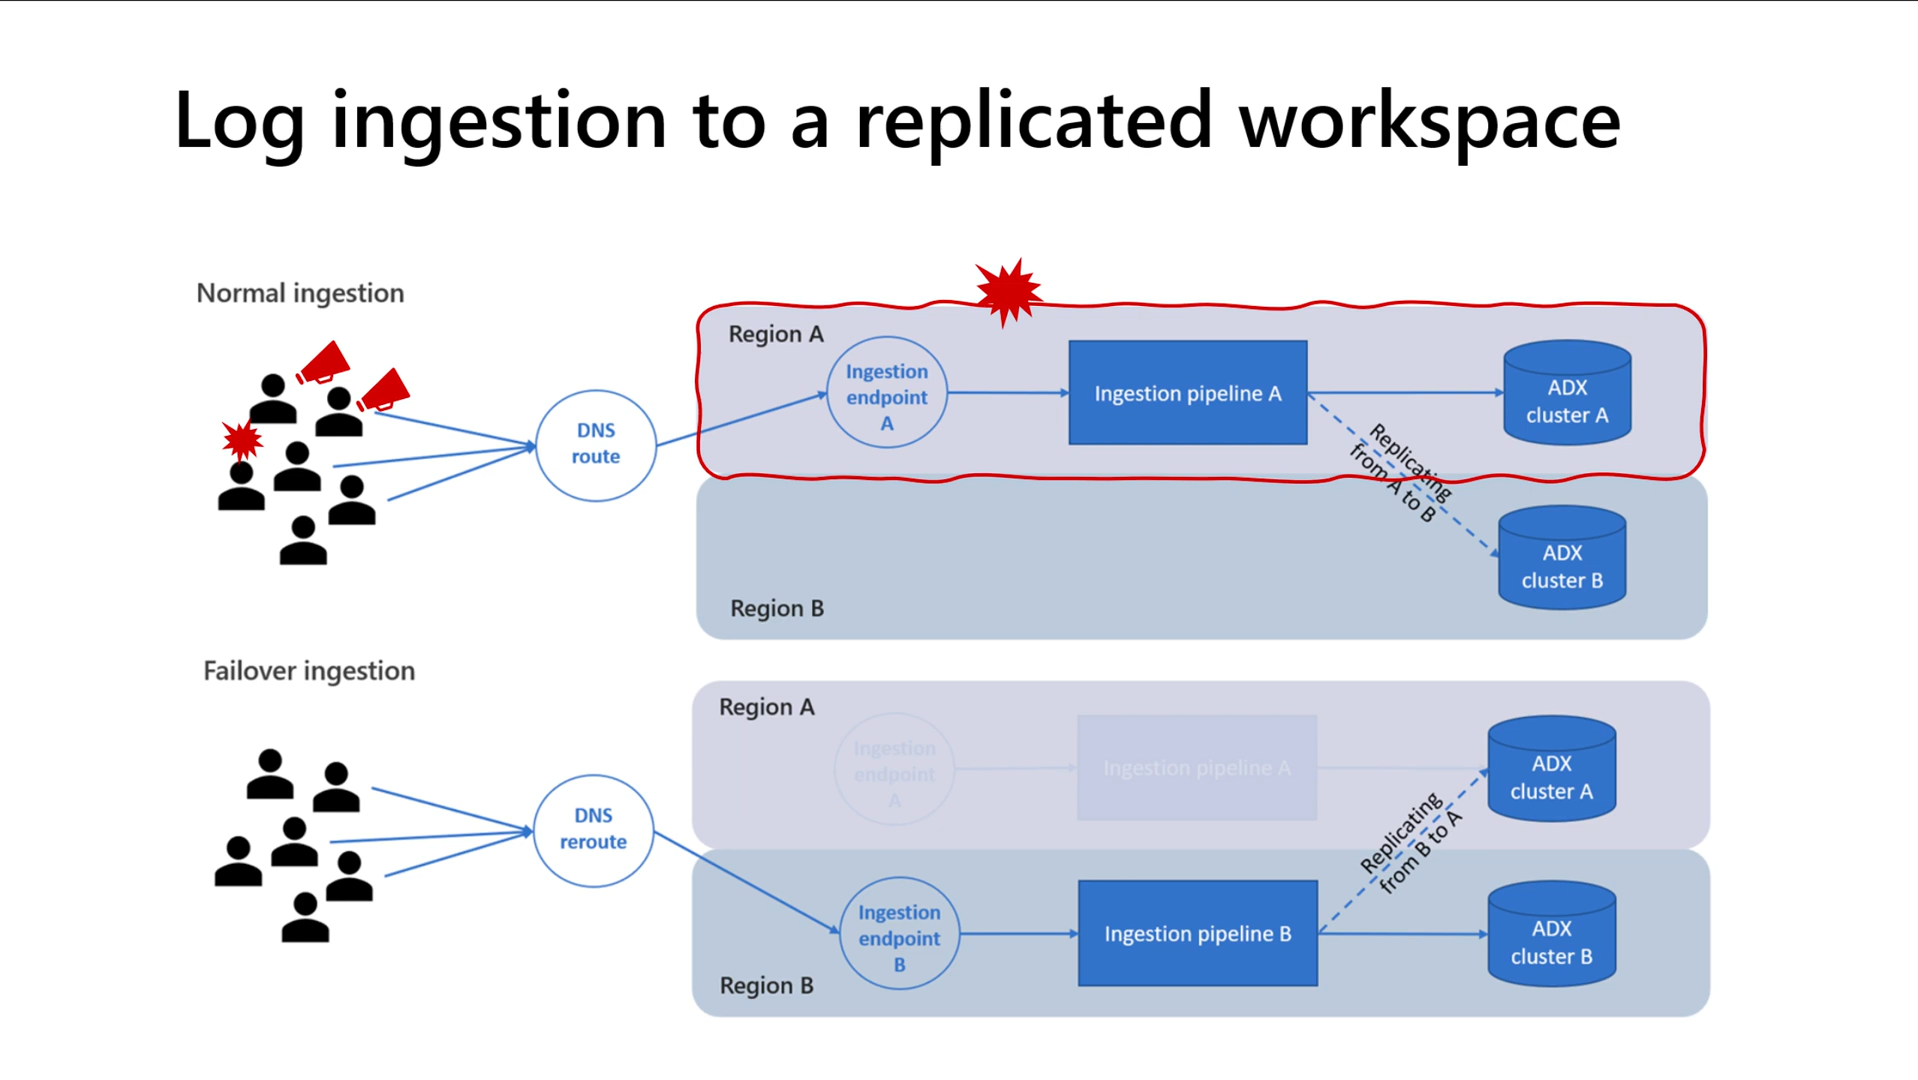 Log ingestion to a replicated workspace
Normal ingestion
Region A
Ingestion
endpoint
A
Ingestion pipeline A
ADX
cluster A
DNS
route
Replicating
from A to B
ADX
cluster B
Region B
Failover ingestion
Region A
Ingestion
endpoint
A
Ingestion pipeline A
ADX
cluster A
DNS
reroute
Replicating
from B to A
Ingestion
endpoint
B
Ingestion pipeline B
ADX
cluster B
Region B